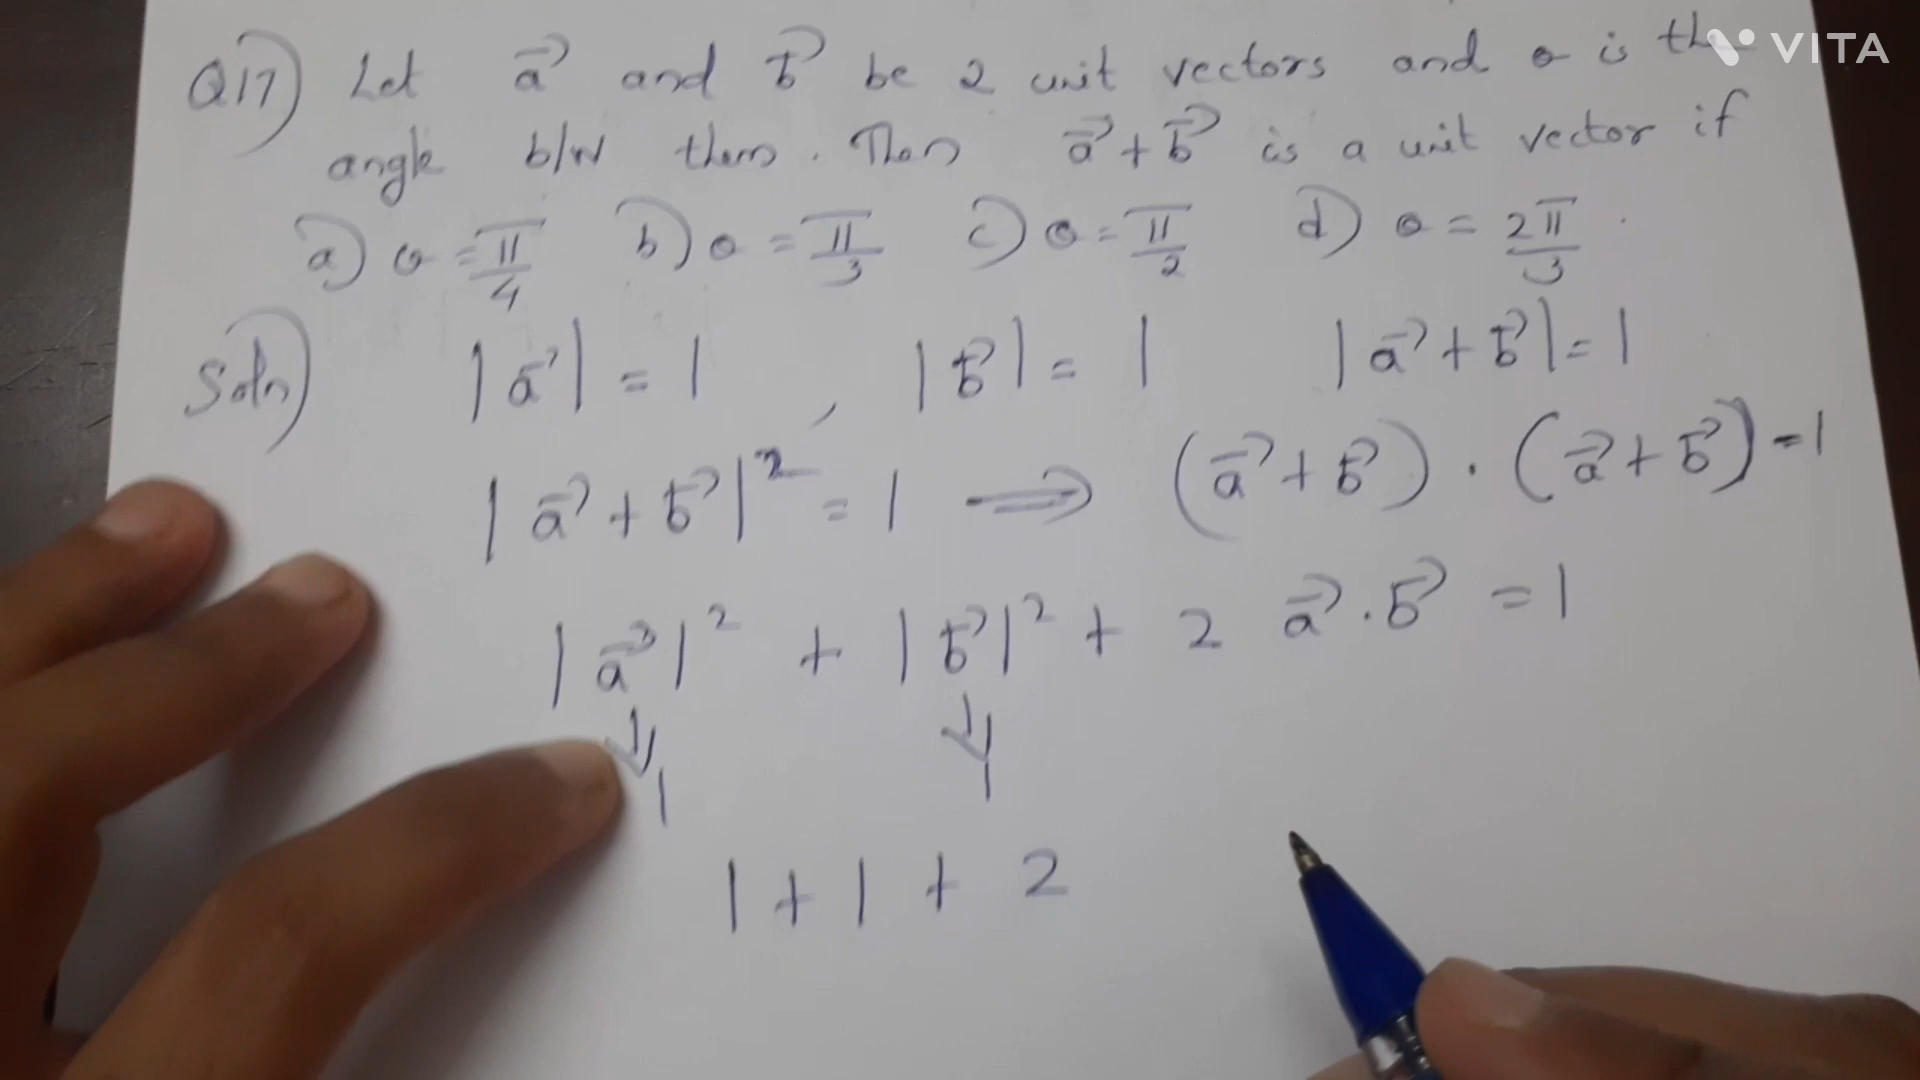 Q17) Let a⃗ and b⃗ be 2 unit vectors and θ is the
angle b/w them. Then a⃗ + b⃗ is a unit vector if
a) θ = π/4 b) θ = π/3 c) θ = π/2 d) θ = 2π/3.
Soln) |a⃗| = 1, |b⃗| = 1 |a⃗ + b⃗| = 1
|a⃗ + b⃗|² = 1 ⟹ (a⃗ + b⃗) · (a⃗ + b⃗) = 1
|a⃗|² + |b⃗|² + 2 a⃗ · b⃗ = 1
⇓ ⇓
1 1
1 + 1 + 2
VITA